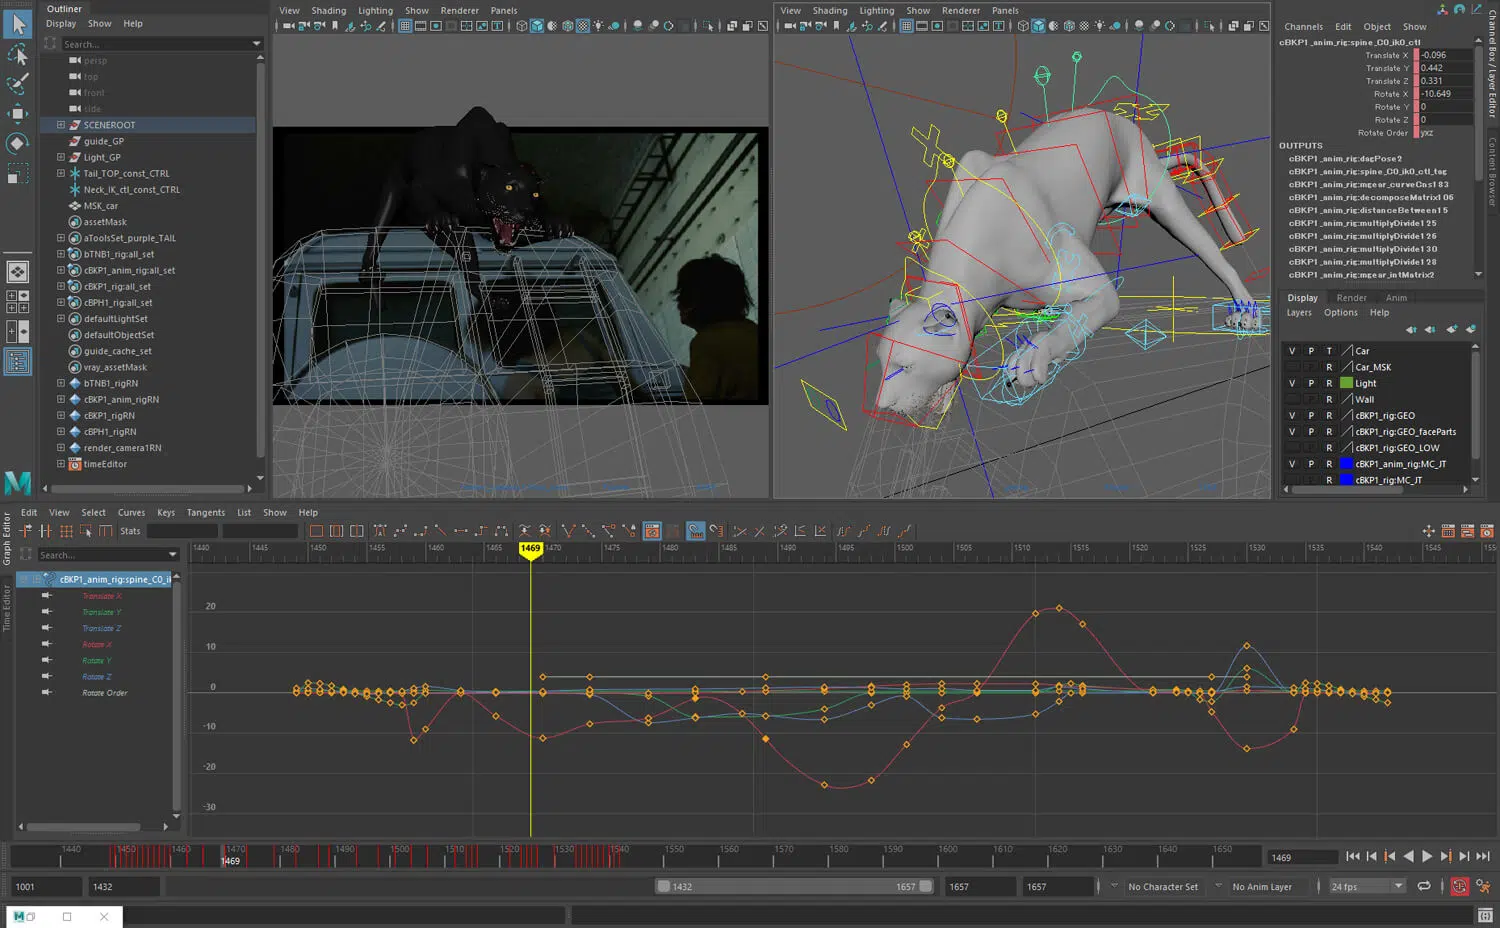 Outliner
Display Show Help
Search...
persp
top
front
side
SCENEROOT
guide_GP
Light_GP
Tail_TOP_const_CTRL
Neck_IK_ctl_const_CTRL
MSK_car
assetMask
aToolsSet_purple_TAIL
bTNB1_rig:all_set
cBKP1_anim_rig:all_set
cBKP1_rig:all_set
cBPH1_rig:all_set
defaultLightSet
defaultObjectSet
guide_cache_set
vray_assetMask
bTNB1_rigRN
cBKP1_anim_rigRN
cBKP1_rigRN
cBPH1_rigRN
render_camera1RN
timeEditor
View Shading Lighting Show Renderer Panels
View Shading Lighting Show Renderer Panels
Channels Edit Object Show
cBKP1_anim_rig:spine_C0_ik0_ctl
Translate X -0.096
Translate Y 0.442
Translate Z 0.331
Rotate X -10.649
Rotate Y 0
Rotate Z 0
Rotate Order yxz
OUTPUTS
cBKP1_anim_rig:dagPose2
cBKP1_anim_rig:spine_C0_ik0_ctl_tag
cBKP1_anim_rig:mgear_curveCns183
cBKP1_anim_rig:decomposeMatrix106
cBKP1_anim_rig:distanceBetween15
cBKP1_anim_rig:multiplyDivide125
cBKP1_anim_rig:multiplyDivide126
cBKP1_anim_rig:multiplyDivide130
cBKP1_anim_rig:multiplyDivide128
cBKP1_anim_rig:mgear_intMatrix2
Channel Box / Layer Editor
Content Browser
Display Render Anim
Layers Options Help
V P T Car
R Car_MSK
V P R Light
R Wall
V P R cBKP1_rig:GEO
V P R cBKP1_rig:GEO_faceParts
R cBKP1_rig:GEO_LOW
V P R cBKP1_anim_rig:MC_JT
R cBKP1_rig:MC_JT
Graph Editor
Time Editor
Edit View Select Curves Keys Tangents List Show Help
Stats
Search...
cBKP1_anim_rig:spine_C0_i
Translate X
Translate Y
Translate Z
Rotate X
Rotate Y
Rotate Z
Rotate Order
1440 1445 1450 1455 1460 1465 1469 1470 1475 1480 1485 1490 1495 1500 1505 1510 1515 1520 1525 1530 1535 1540 1545 155
20
10
0
-10
-20
-30
1440 1450 1460 1470 1480 1490 1500 1510 1520 1530 1540 1550 1560 1570 1580 1590 1600 1610 1620 1630 1640 1650
1469
1469
1001 1432 1432 1657 1657 1657 No Character Set No Anim Layer 24 fps
M